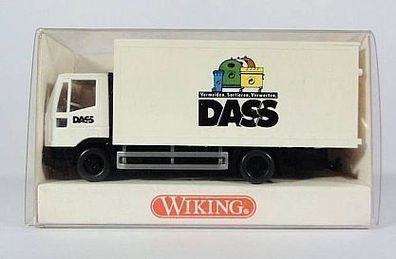 Vermeiden. Sortieren. Verwerten.
DASS
DASS
WIKING®